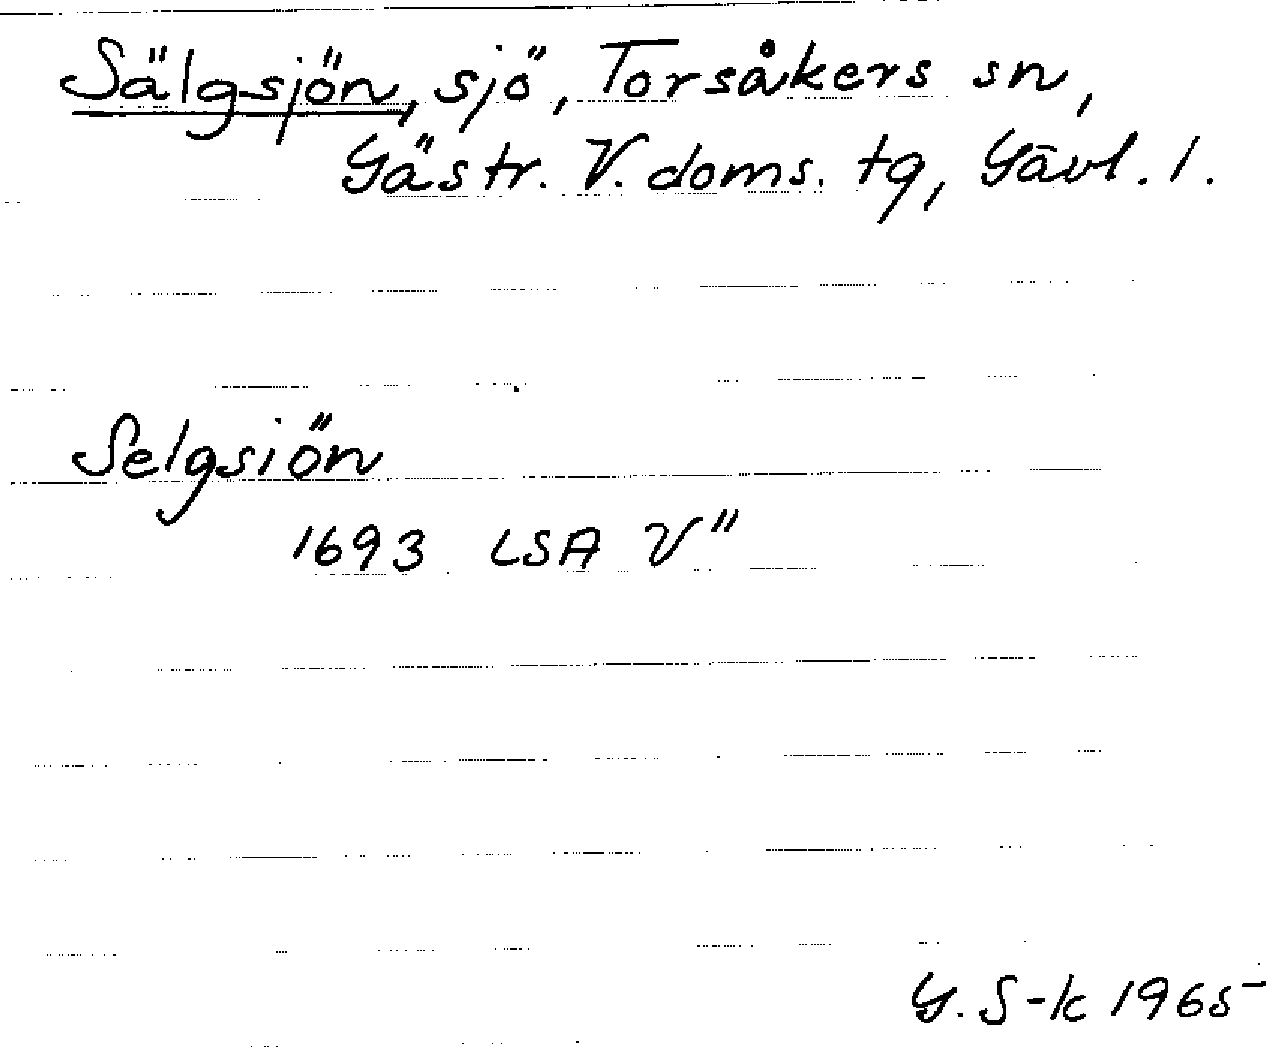 Sälgsjön, sjö, Torsåkers sn,
Gästr. V. doms. tg, Gävl. l.
Selgsiön
1693 LSA V"
G. S-k 1965